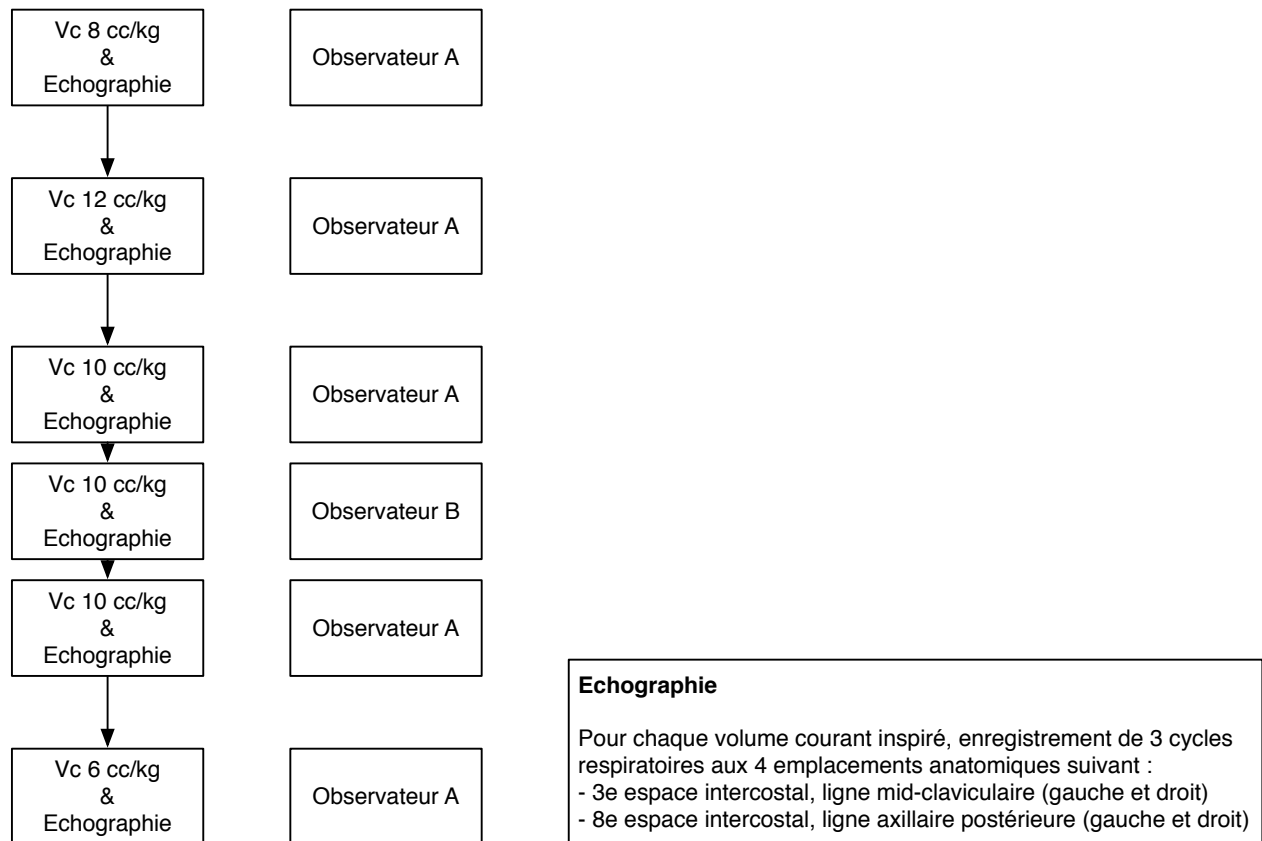 Vc 8 cc/kg
&
Echographie
Observateur A
Vc 12 cc/kg
&
Echographie
Observateur A
Vc 10 cc/kg
&
Echographie
Observateur A
Vc 10 cc/kg
&
Echographie
Observateur B
Vc 10 cc/kg
&
Echographie
Observateur A
Vc 6 cc/kg
&
Echographie
Observateur A
Echographie
Pour chaque volume courant inspiré, enregistrement de 3 cycles
respiratoires aux 4 emplacements anatomiques suivant :
- 3e espace intercostal, ligne mid-claviculaire (gauche et droit)
- 8e espace intercostal, ligne axillaire postérieure (gauche et droit)